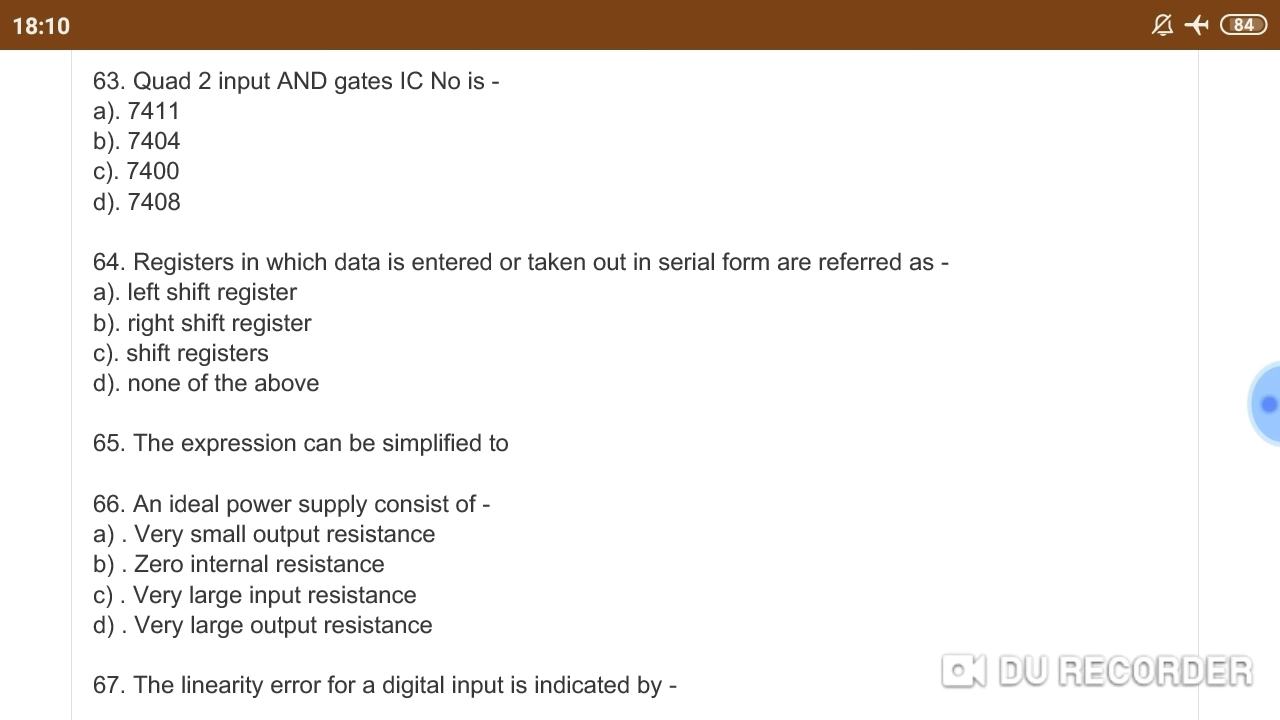 18:10
84
63. Quad 2 input AND gates IC No is -
a). 7411
b). 7404
c). 7400
d). 7408
64. Registers in which data is entered or taken out in serial form are referred as -
a). left shift register
b). right shift register
c). shift registers
d). none of the above
65. The expression can be simplified to
66. An ideal power supply consist of -
a) . Very small output resistance
b) . Zero internal resistance
c) . Very large input resistance
d) . Very large output resistance
67. The linearity error for a digital input is indicated by -
DU RECORDER